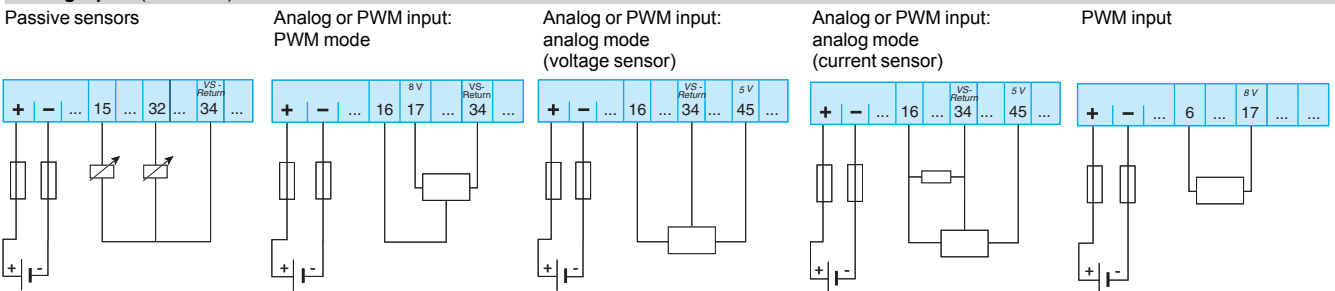 Passive sensors
VS -
Return
+ – ... 15 ... 32 ... 34 ...
+ -
Analog or PWM input:
PWM mode
8 V VS-
Return
+ – ... 16 17 ... 34 ...
+ -
Analog or PWM input:
analog mode
(voltage sensor)
VS - 5 V
Return
+ – ... 16 ... 34 ... 45 ...
+ -
Analog or PWM input:
analog mode
(current sensor)
VS- 5 V
Return
+ – ... 16 ... 34 ... 45 ...
+ -
PWM input
8 V
+ – ... 6 ... 17 ... ...
+ -